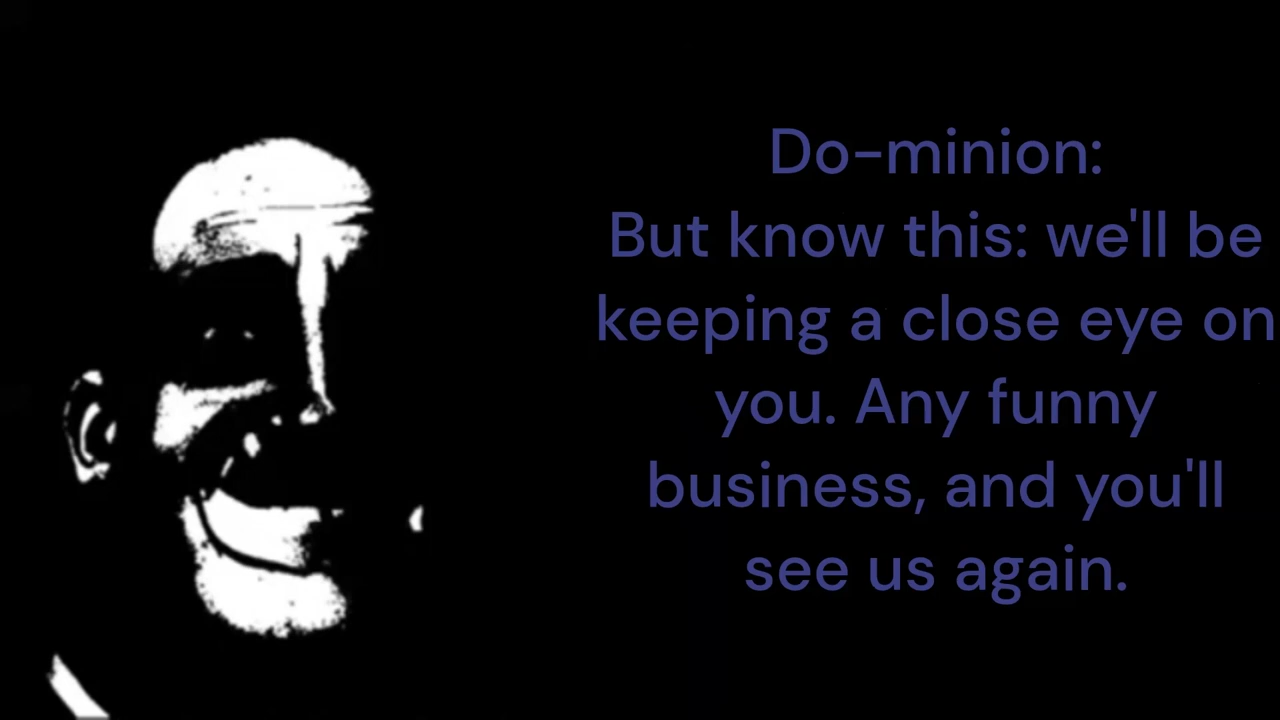 Do-minion:
But know this: we'll be
keeping a close eye on
you. Any funny
business, and you'll
see us again.